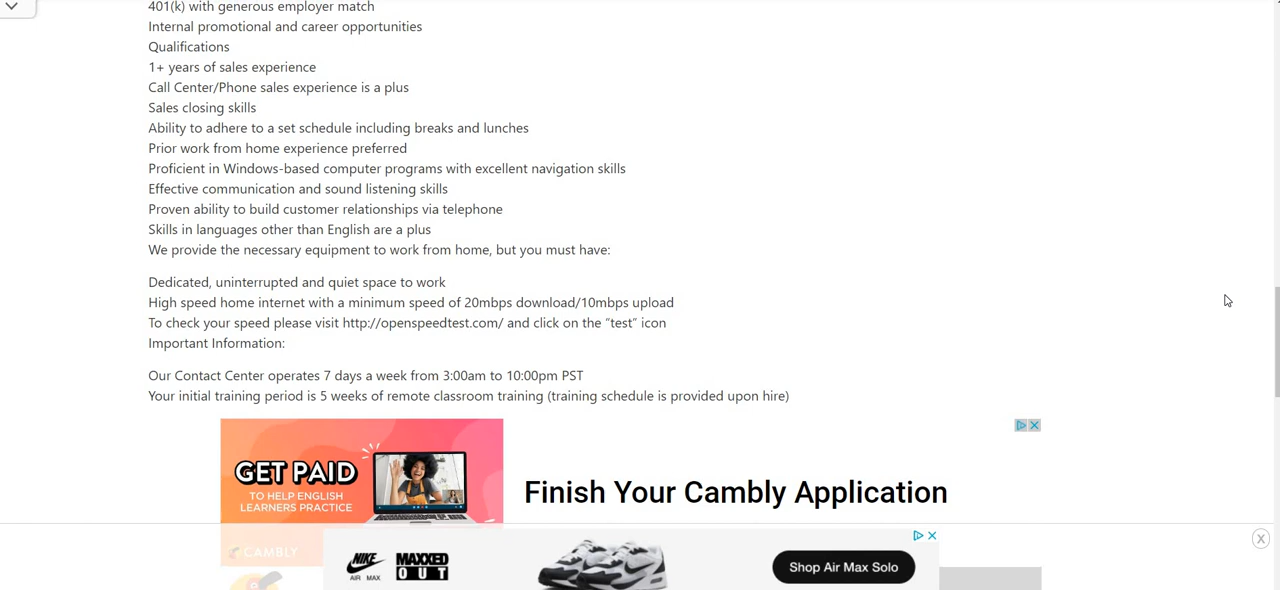 401(k) with generous employer match
Internal promotional and career opportunities
Qualifications
1+ years of sales experience
Call Center/Phone sales experience is a plus
Sales closing skills
Ability to adhere to a set schedule including breaks and lunches
Prior work from home experience preferred
Proficient in Windows-based computer programs with excellent navigation skills
Effective communication and sound listening skills
Proven ability to build customer relationships via telephone
Skills in languages other than English are a plus
We provide the necessary equipment to work from home, but you must have:
Dedicated, uninterrupted and quiet space to work
High speed home internet with a minimum speed of 20mbps download/10mbps upload
To check your speed please visit http://openspeedtest.com/ and click on the “test” icon
Important Information:
Our Contact Center operates 7 days a week from 3:00am to 10:00pm PST
Your initial training period is 5 weeks of remote classroom training (training schedule is provided upon hire)
GET PAID
TO HELP ENGLISH
LEARNERS PRACTICE
CAMBLY
Finish Your Cambly Application
NIKE
AIR MAX
MAXXED
OUT
Shop Air Max Solo